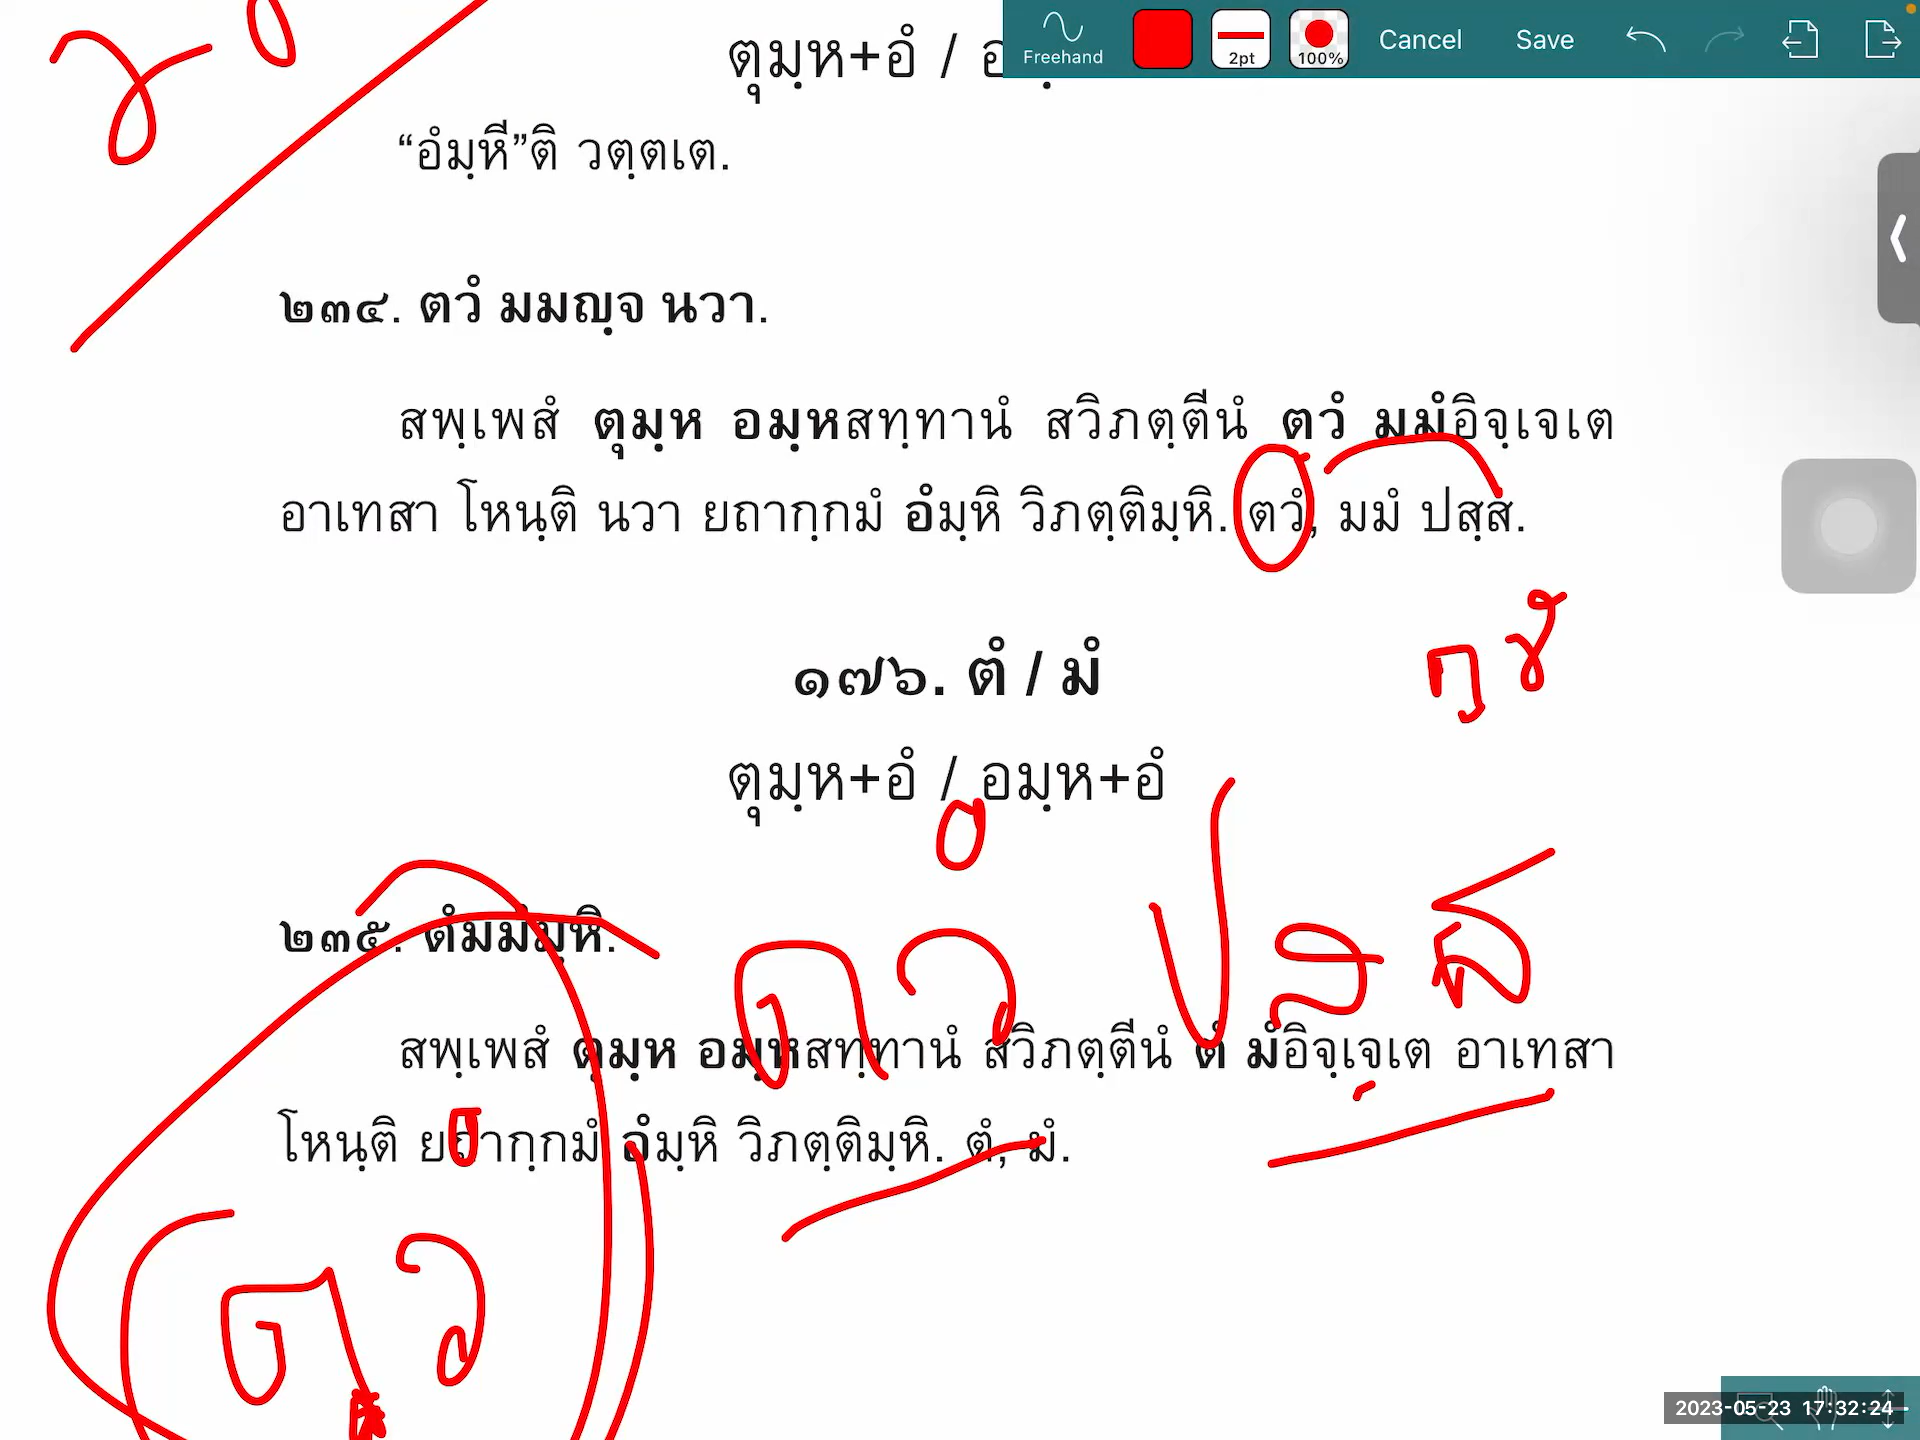 ตุมฺห+อํ /
Freehand 2pt 100% Cancel Save
“อํมฺหี”ติ วตฺตเต.
๒๓๔. ตวํ มมญฺจ นวา.
สพฺเพสํ ตุมฺห อมฺหสทฺทานํ สวิภตฺตีนํ ตวํ มมํอิจฺเจเต
อาเทสา โหนฺติ นวา ยถากฺกมํ อํมฺหิ วิภตฺติมฺหิ. ตวํ, มมํ ปสฺส.
๑๗๖. ตํ / มํ
ตุมฺห+อํ / อมฺห+อํ
๒๓๕. ตํมมํมฺหิ.
ตฺวํ ปสฺส
สพฺเพสํ ตุมฺห อมฺหสทฺทานํ สวิภตฺตีนํ ตํ มํอิจฺเจเต อาเทสา
โหนฺติ ยถากฺกมํ อํมฺหิ วิภตฺติมฺหิ. ตํ, มํ.
ตฺวํ
2023-05-23 17:32:24